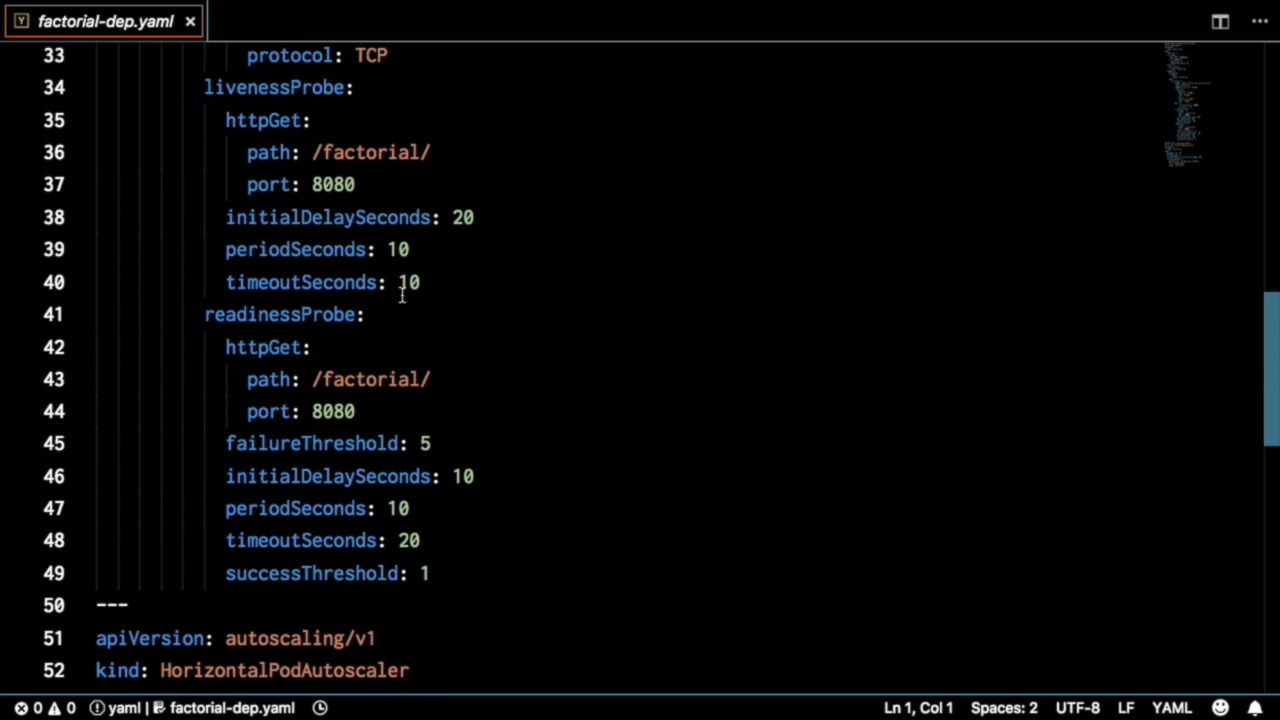 factorial-dep.yaml ×
33 protocol: TCP
34 livenessProbe:
35 httpGet:
36 path: /factorial/
37 port: 8080
38 initialDelaySeconds: 20
39 periodSeconds: 10
40 timeoutSeconds: 10
41 readinessProbe:
42 httpGet:
43 path: /factorial/
44 port: 8080
45 failureThreshold: 5
46 initialDelaySeconds: 10
47 periodSeconds: 10
48 timeoutSeconds: 20
49 successThreshold: 1
50 ---
51 apiVersion: autoscaling/v1
52 kind: HorizontalPodAutoscaler
0 0 yaml | factorial-dep.yaml Ln 1, Col 1 Spaces: 2 UTF-8 LF YAML